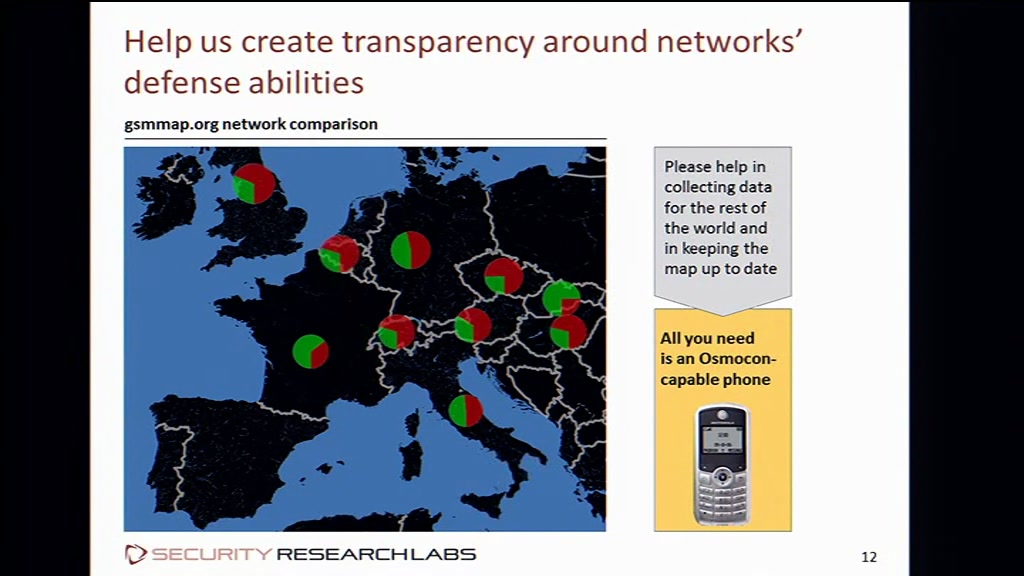 Help us create transparency around networks’
defense abilities
gsmmap.org network comparison
Please help in
collecting data
for the rest of
the world and
in keeping the
map up to date
All you need
is an Osmocon-
capable phone
MOTOROLA
SECURITY RESEARCH LABS
12